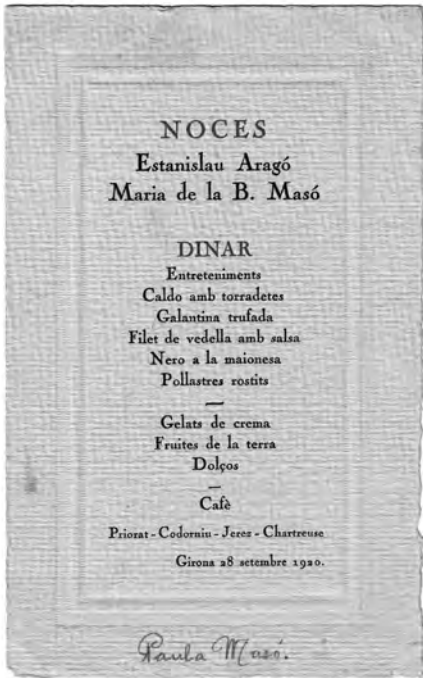 NOCES
Estanislau Aragó
Maria de la B. Masó
DINAR
Entreteniments
Caldo amb torradetes
Galantina trufada
Filet de vedella amb salsa
Nero a la maionesa
Pollastres rostits
Gelats de crema
Fruites de la terra
Dolços
Cafè
Priorat - Codorniu - Jerez - Chartreuse
Girona 28 setembre 1920.
Paula Masó.